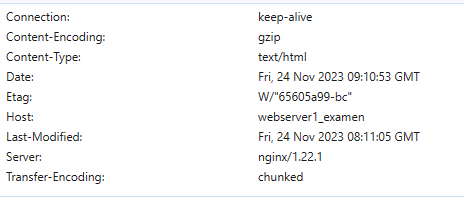 Connection: keep-alive
Content-Encoding: gzip
Content-Type: text/html
Date: Fri, 24 Nov 2023 09:10:53 GMT
Etag: W/"65605a99-bc"
Host: webserver1_examen
Last-Modified: Fri, 24 Nov 2023 08:11:05 GMT
Server: nginx/1.22.1
Transfer-Encoding: chunked